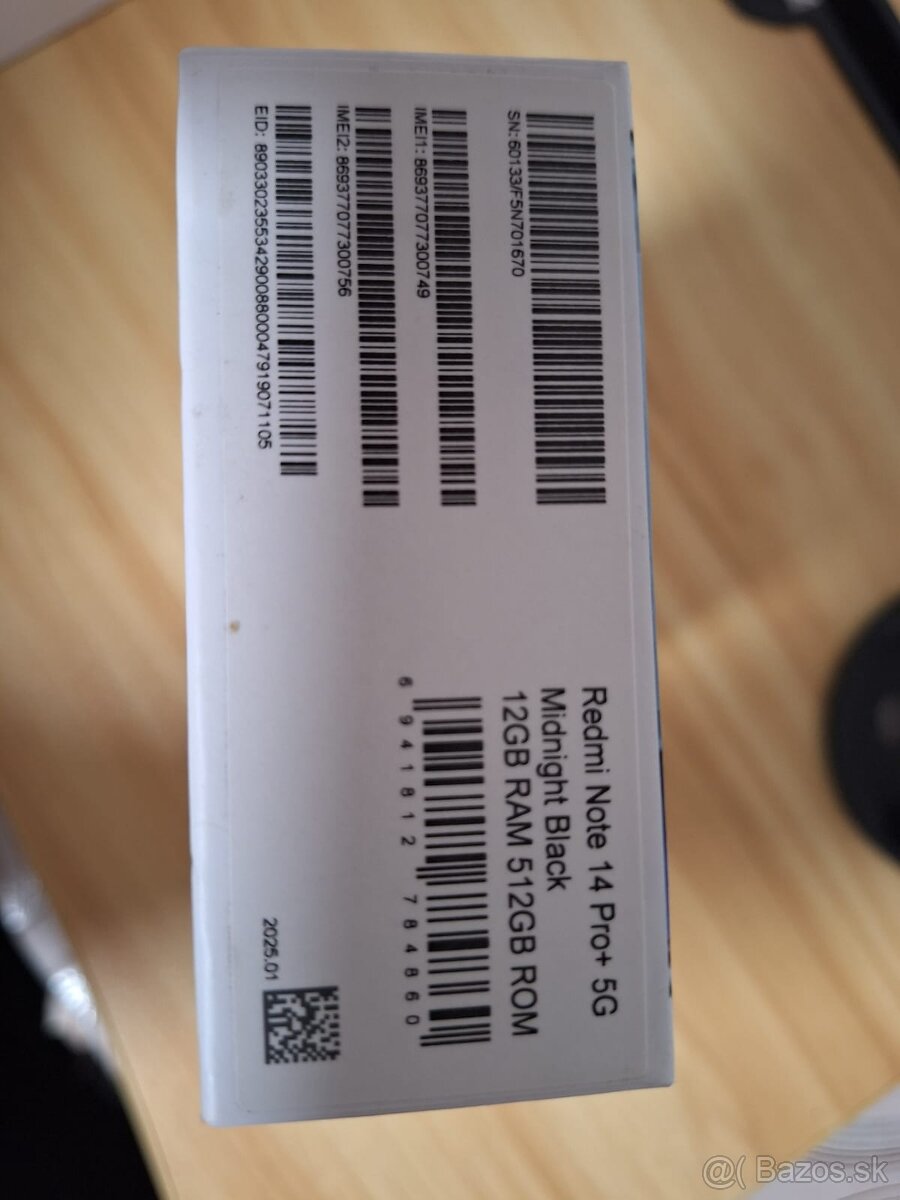 Redmi Note 14 Pro+ 5G
Midnight Black
12GB RAM 512GB ROM
6 941812 784860
2025.01
SN:60133/F5N701670
IMEI1: 869377077300749
IMEI2: 869377077300756
EID: 89033023553429008800047919071105
@( Bazos.sk